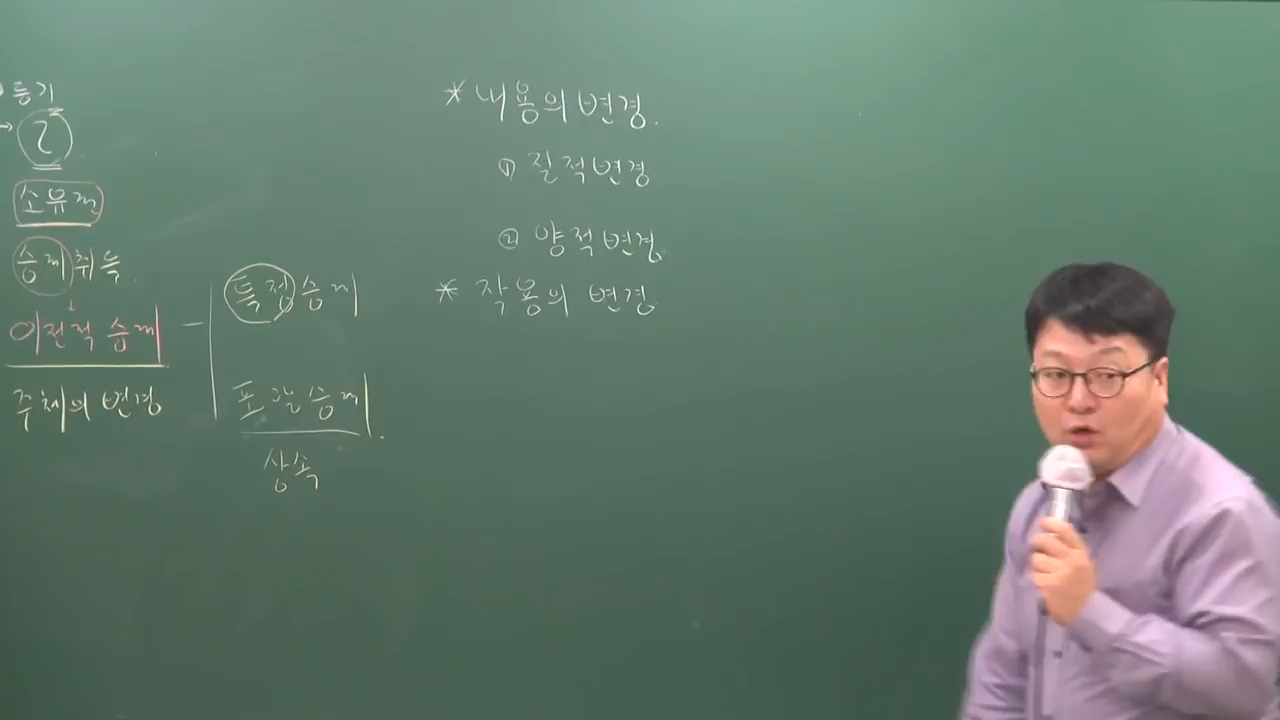 등기
乙
소유권
승계취득
이전적 승계
주체의 변경
특정승계
포괄승계
상속
* 내용의 변경.
① 질적변경
② 양적변경
* 작용의 변경